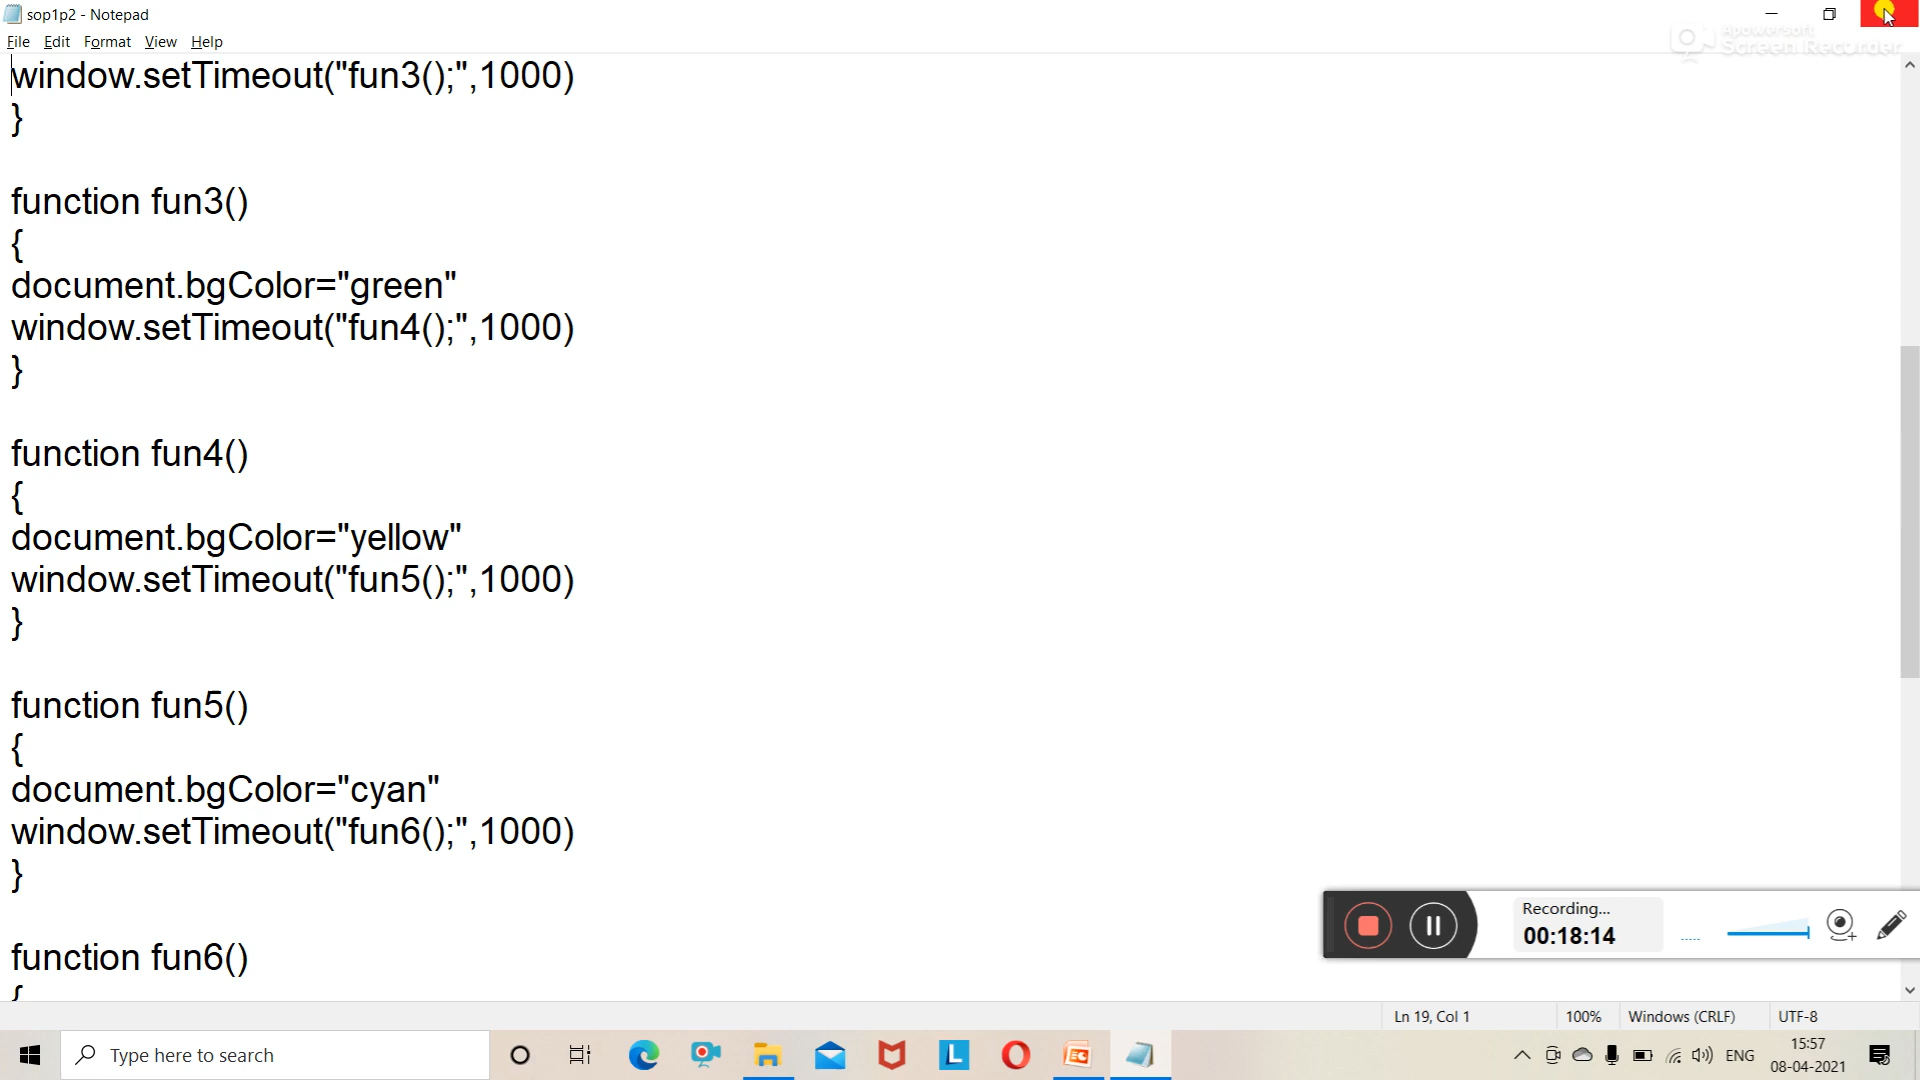 sop1p2 - Notepad
File Edit Format View Help
Apowersoft
Screen Recorder
window.setTimeout("fun3();",1000)
}
function fun3()
{
document.bgColor="green"
window.setTimeout("fun4();",1000)
}
function fun4()
{
document.bgColor="yellow"
window.setTimeout("fun5();",1000)
}
function fun5()
{
document.bgColor="cyan"
window.setTimeout("fun6();",1000)
}
function fun6()
{
Recording...
00:18:14
Ln 19, Col 1 100% Windows (CRLF) UTF-8
Type here to search
L
ENG
15:57
08-04-2021